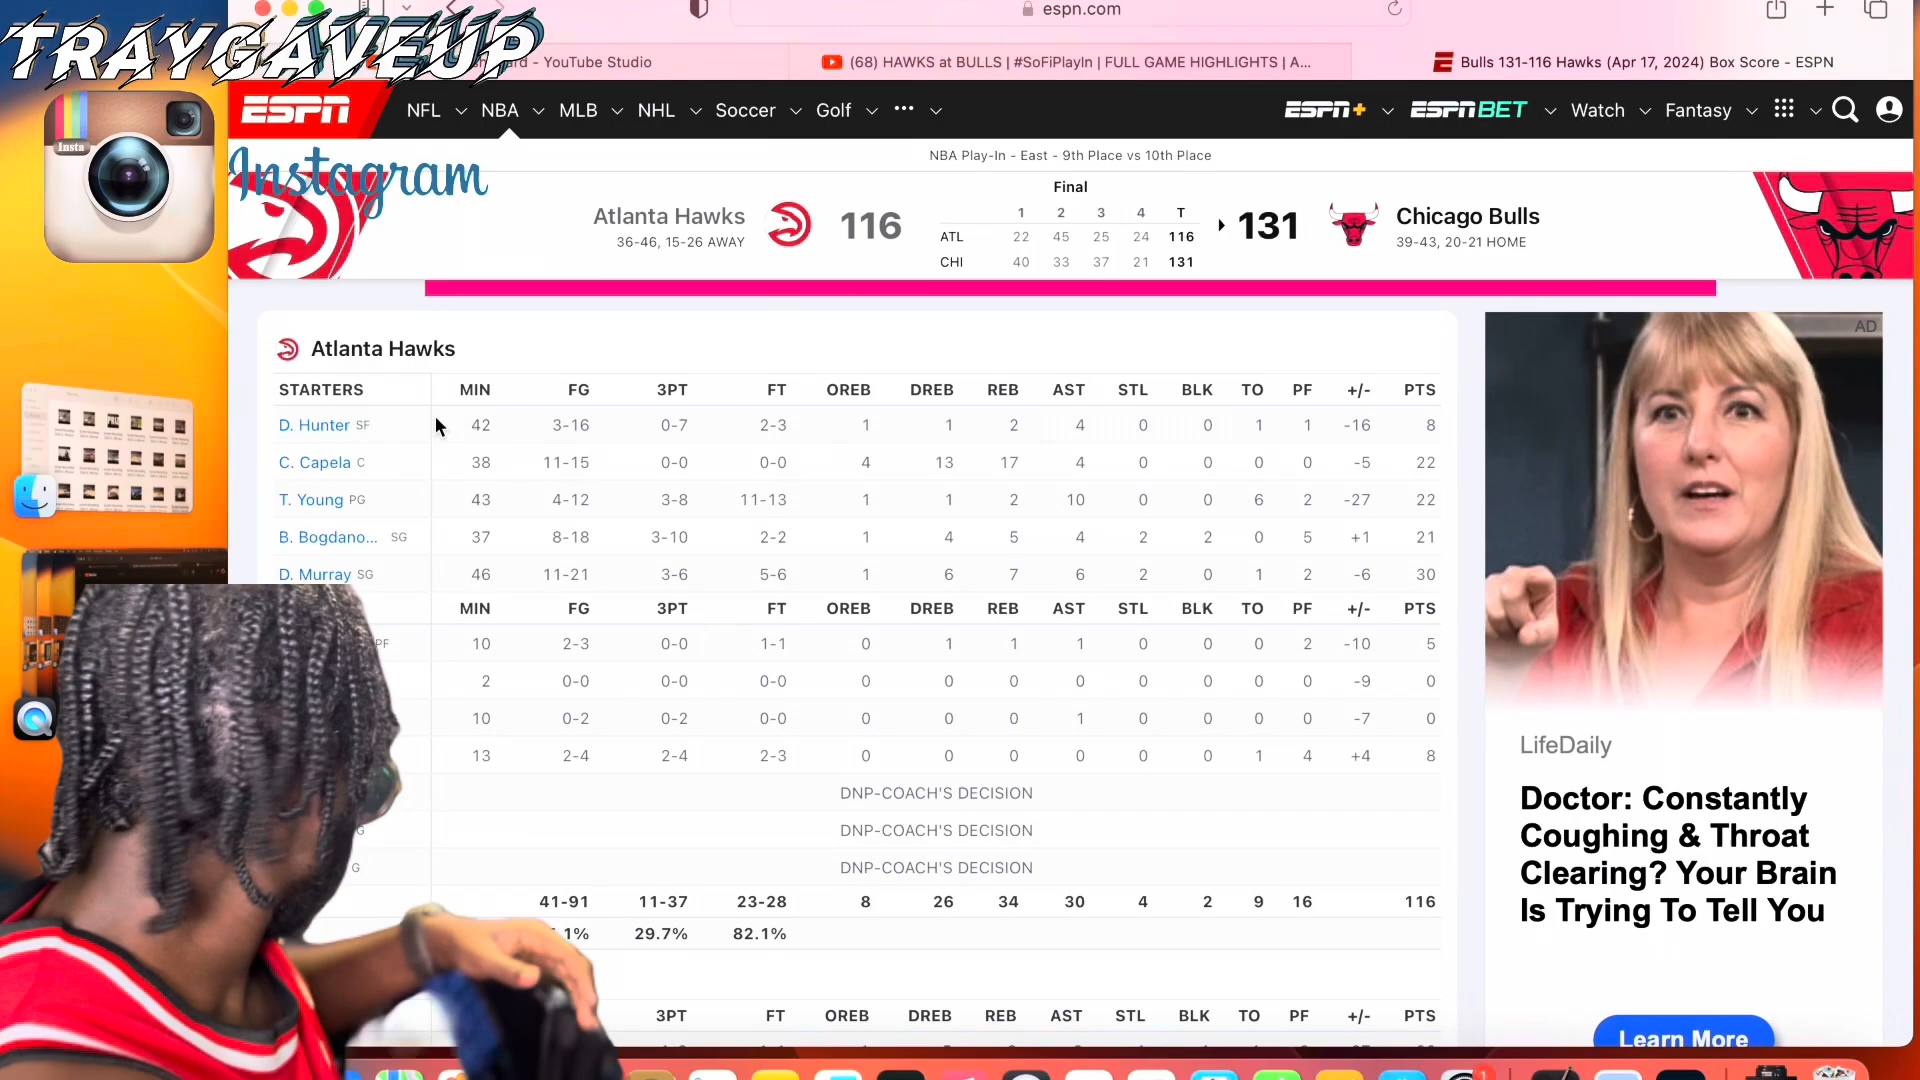 TRAYGAVEUP
Insta
Instagram
espn.com
rd - YouTube Studio
(68) HAWKS at BULLS | #SoFiPlayIn | FULL GAME HIGHLIGHTS | A...
Bulls 131-116 Hawks (Apr 17, 2024) Box Score - ESPN
ESPN NFL NBA MLB NHL Soccer Golf ••• ESPN+ ESPN BET Watch Fantasy
NBA Play-In - East - 9th Place vs 10th Place
Final
Atlanta Hawks
36-46, 15-26 AWAY
116
1 2 3 4 T
ATL 22 45 25 24 116
CHI 40 33 37 21 131
131
Chicago Bulls
39-43, 20-21 HOME
Atlanta Hawks
STARTERS MIN FG 3PT FT OREB DREB REB AST STL BLK TO PF +/- PTS
D. Hunter SF 42 3-16 0-7 2-3 1 1 2 4 0 0 1 1 -16 8
C. Capela C 38 11-15 0-0 0-0 4 13 17 4 0 0 0 0 -5 22
T. Young PG 43 4-12 3-8 11-13 1 1 2 10 0 0 6 2 -27 22
B. Bogdano... SG 37 8-18 3-10 2-2 1 4 5 4 2 2 0 5 +1 21
D. Murray SG 46 11-21 3-6 5-6 1 6 7 6 2 0 1 2 -6 30
MIN FG 3PT FT OREB DREB REB AST STL BLK TO PF +/- PTS
PF 10 2-3 0-0 1-1 0 1 1 1 0 0 0 2 -10 5
2 0-0 0-0 0-0 0 0 0 0 0 0 0 0 -9 0
10 0-2 0-2 0-0 0 0 0 1 0 0 0 0 -7 0
13 2-4 2-4 2-3 0 0 0 0 0 0 1 4 +4 8
DNP-COACH'S DECISION
G DNP-COACH'S DECISION
G DNP-COACH'S DECISION
41-91 11-37 23-28 8 26 34 30 4 2 9 16 116
.1% 29.7% 82.1%
3PT FT OREB DREB REB AST STL BLK TO PF +/- PTS
AD
LifeDaily
Doctor: Constantly
Coughing & Throat
Clearing? Your Brain
Is Trying To Tell You
Learn More